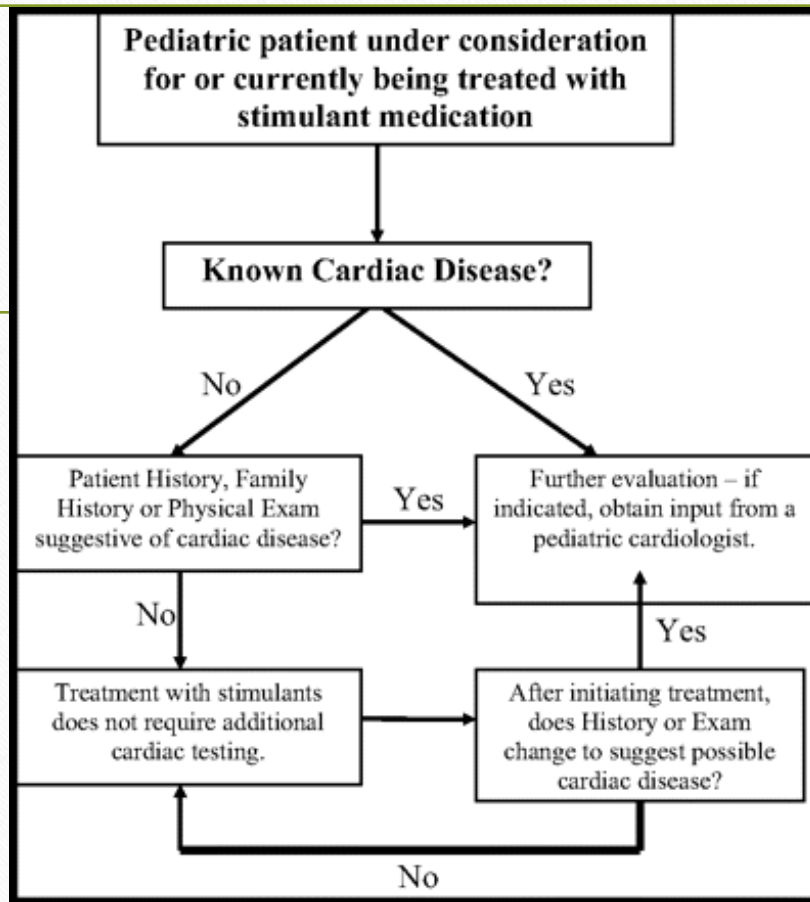 Pediatric patient under consideration
for or currently being treated with
stimulant medication
Known Cardiac Disease?
No
Yes
Patient History, Family
History or Physical Exam
suggestive of cardiac disease?
Yes
Further evaluation – if
indicated, obtain input from a
pediatric cardiologist.
No
Yes
Treatment with stimulants
does not require additional
cardiac testing.
After initiating treatment,
does History or Exam
change to suggest possible
cardiac disease?
No